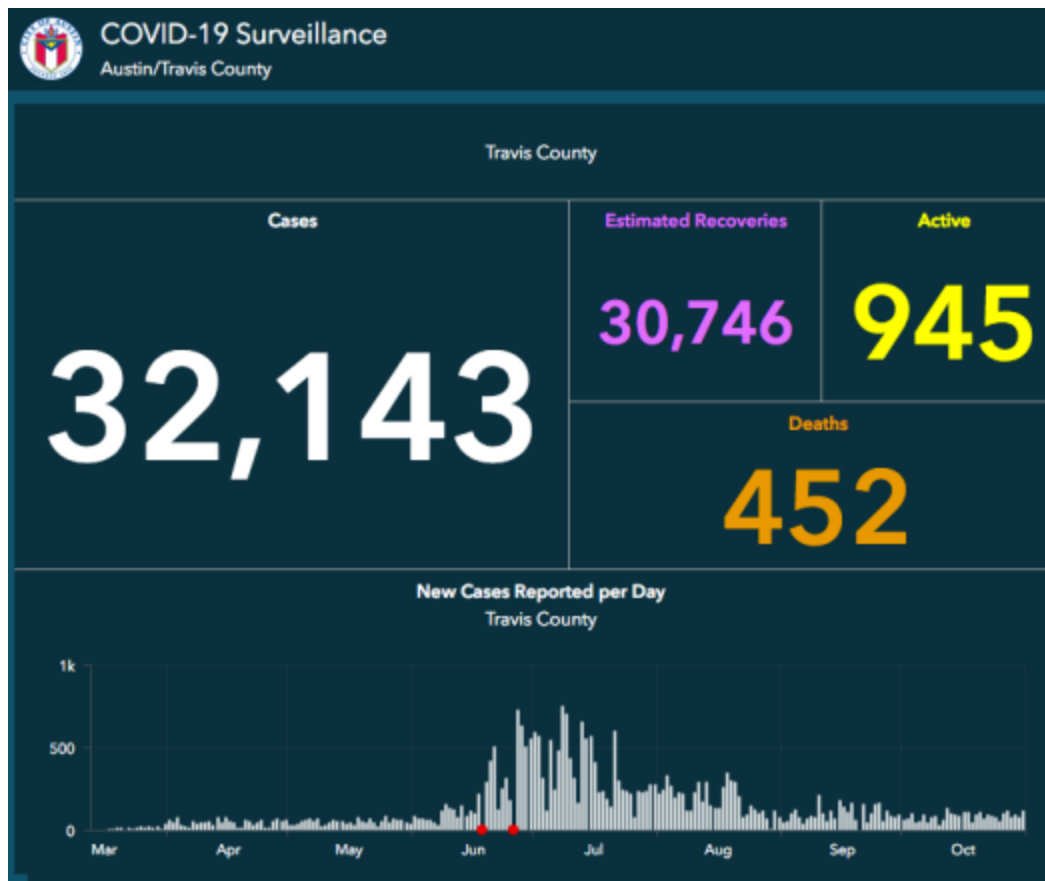 COVID-19 Surveillance
Austin/Travis County
Travis County
Cases
32,143
Estimated Recoveries
30,746
Active
945
Deaths
452
New Cases Reported per Day
Travis County
1k
500
0
Mar Apr May Jun Jul Aug Sep Oct